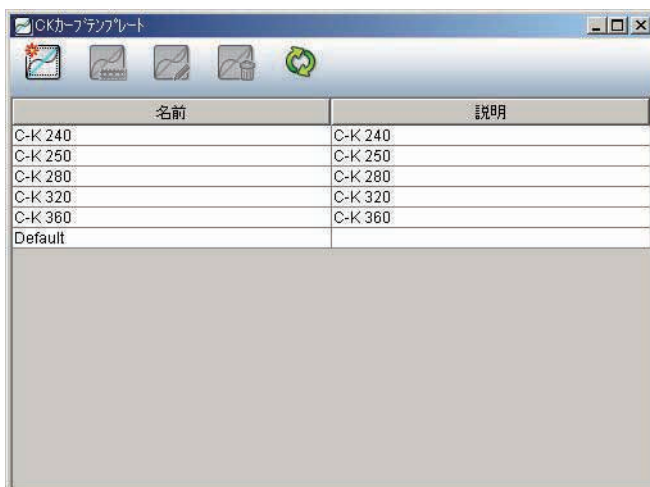 CKｶｰﾌﾞﾃﾝﾌﾟﾚｰﾄ
名前 説明
C-K 240 C-K 240
C-K 250 C-K 250
C-K 280 C-K 280
C-K 320 C-K 320
C-K 360 C-K 360
Default